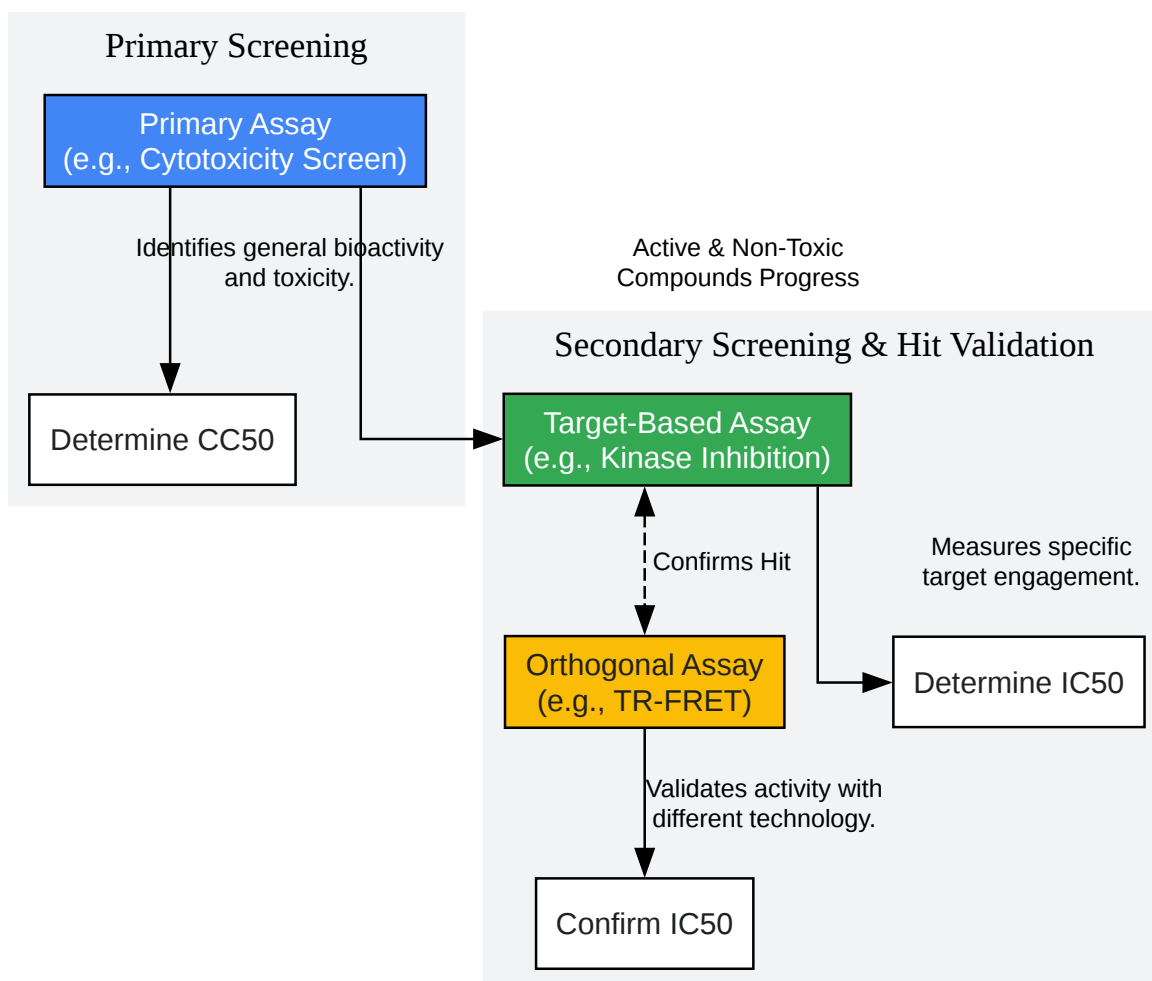 Primary Screening
Primary Assay
(e.g., Cytotoxicity Screen)
Identifies general bioactivity
and toxicity.
Determine CC50
Active & Non-Toxic
Compounds Progress
Secondary Screening & Hit Validation
Target-Based Assay
(e.g., Kinase Inhibition)
Confirms Hit
Measures specific
target engagement.
Orthogonal Assay
(e.g., TR-FRET)
Determine IC50
Validates activity with
different technology.
Confirm IC50